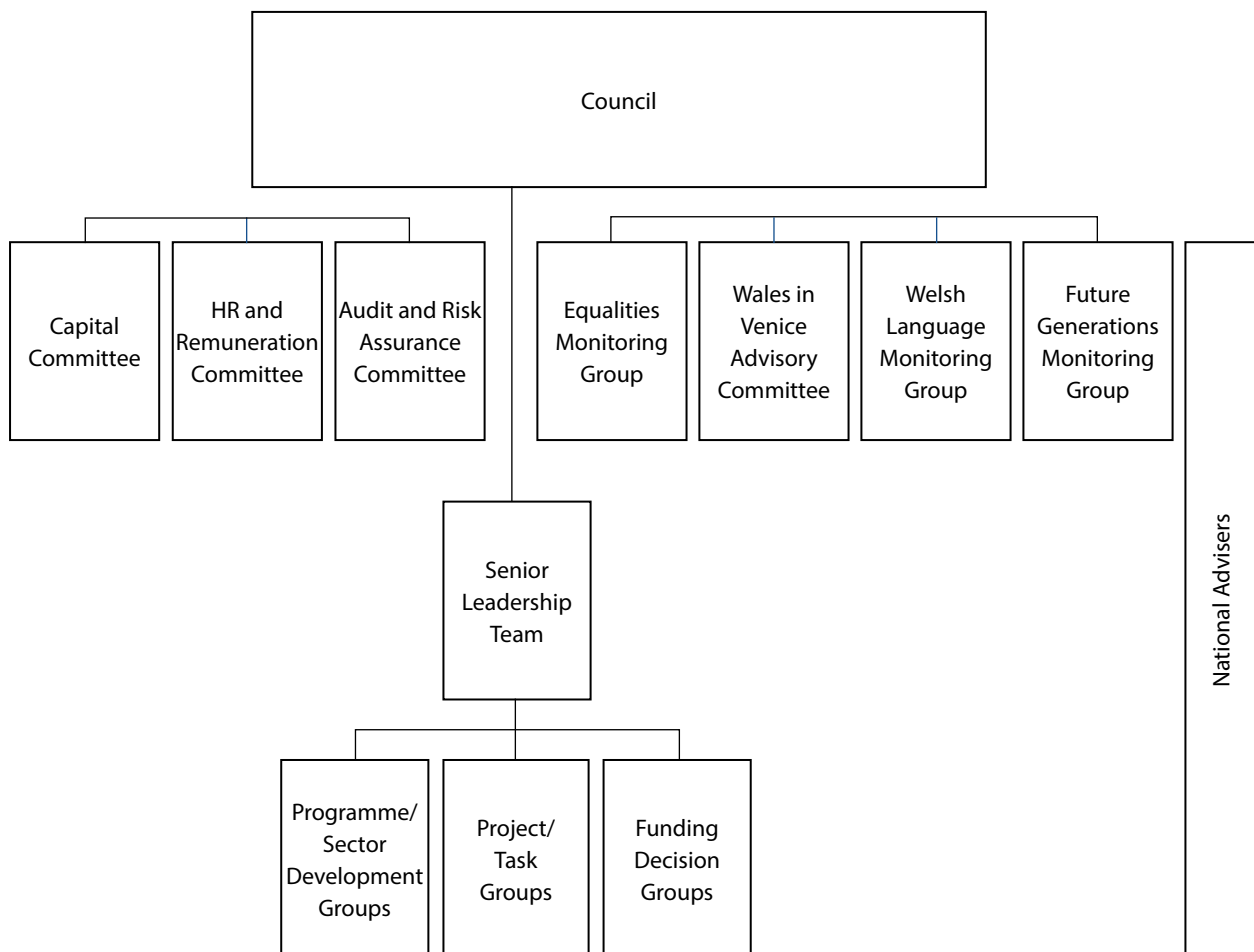 Council
Capital
Committee
HR and
Remuneration
Committee
Audit and Risk
Assurance
Committee
Equalities
Monitoring
Group
Wales in
Venice
Advisory
Committee
Welsh
Language
Monitoring
Group
Future
Generations
Monitoring
Group
National Advisers
Senior
Leadership
Team
Programme/
Sector
Development
Groups
Project/
Task
Groups
Funding
Decision
Groups